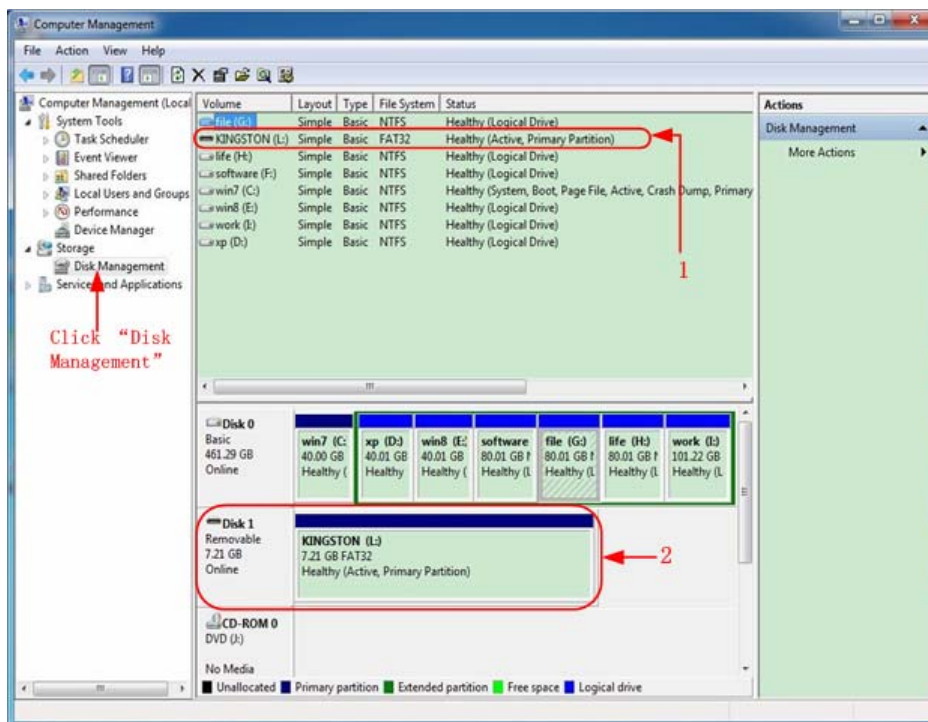 Computer Management
File Action View Help
Computer Management (Local
System Tools
Task Scheduler
Event Viewer
Shared Folders
Local Users and Groups
Performance
Device Manager
Storage
Disk Management
Services and Applications
Click “Disk
Management”
Volume Layout Type File System Status
file (G:) Simple Basic NTFS Healthy (Logical Drive)
KINGSTON (L:) Simple Basic FAT32 Healthy (Active, Primary Partition)
life (H:) Simple Basic NTFS Healthy (Logical Drive)
software (F:) Simple Basic NTFS Healthy (Logical Drive)
win7 (C:) Simple Basic NTFS Healthy (System, Boot, Page File, Active, Crash Dump, Primary
win8 (E:) Simple Basic NTFS Healthy (Logical Drive)
work (I:) Simple Basic NTFS Healthy (Logical Drive)
xp (D:) Simple Basic NTFS Healthy (Logical Drive)
1
Actions
Disk Management
More Actions
Disk 0
Basic
461.29 GB
Online
win7 (C: xp (D:) win8 (E: software file (G:) life (H:) work (I:)
40.00 GB 40.01 GB 40.01 GB 80.01 GB 80.01 GB 80.01 GB 101.22 GB
Healthy ( Healthy Healthy ( Healthy (L Healthy (L Healthy (L Healthy (L
Disk 1
Removable
7.21 GB
Online
KINGSTON (L:)
7.21 GB FAT32
Healthy (Active, Primary Partition)
2
CD-ROM 0
DVD (J:)
No Media
Unallocated Primary partition Extended partition Free space Logical drive